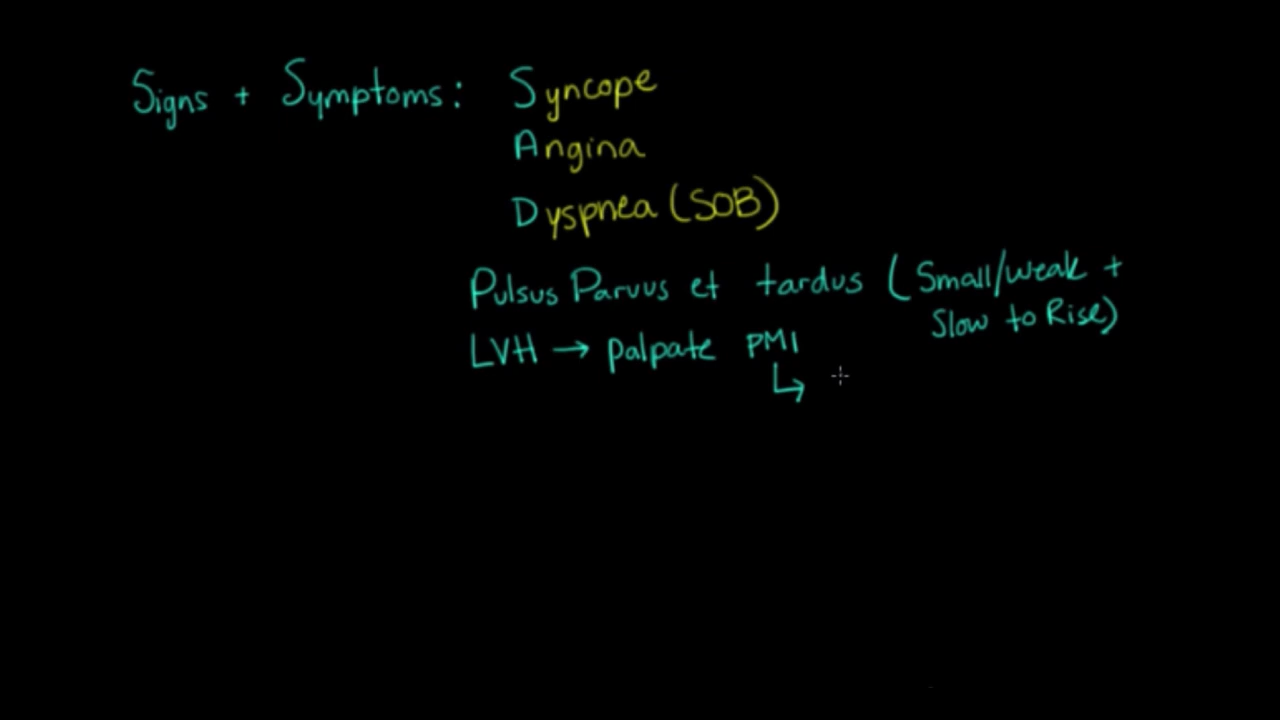 Signs + Symptoms: Syncope
Angina
Dyspnea (SOB)
Pulsus Parvus et tardus (Small/weak +
Slow to Rise)
LVH → palpate PMI
↳